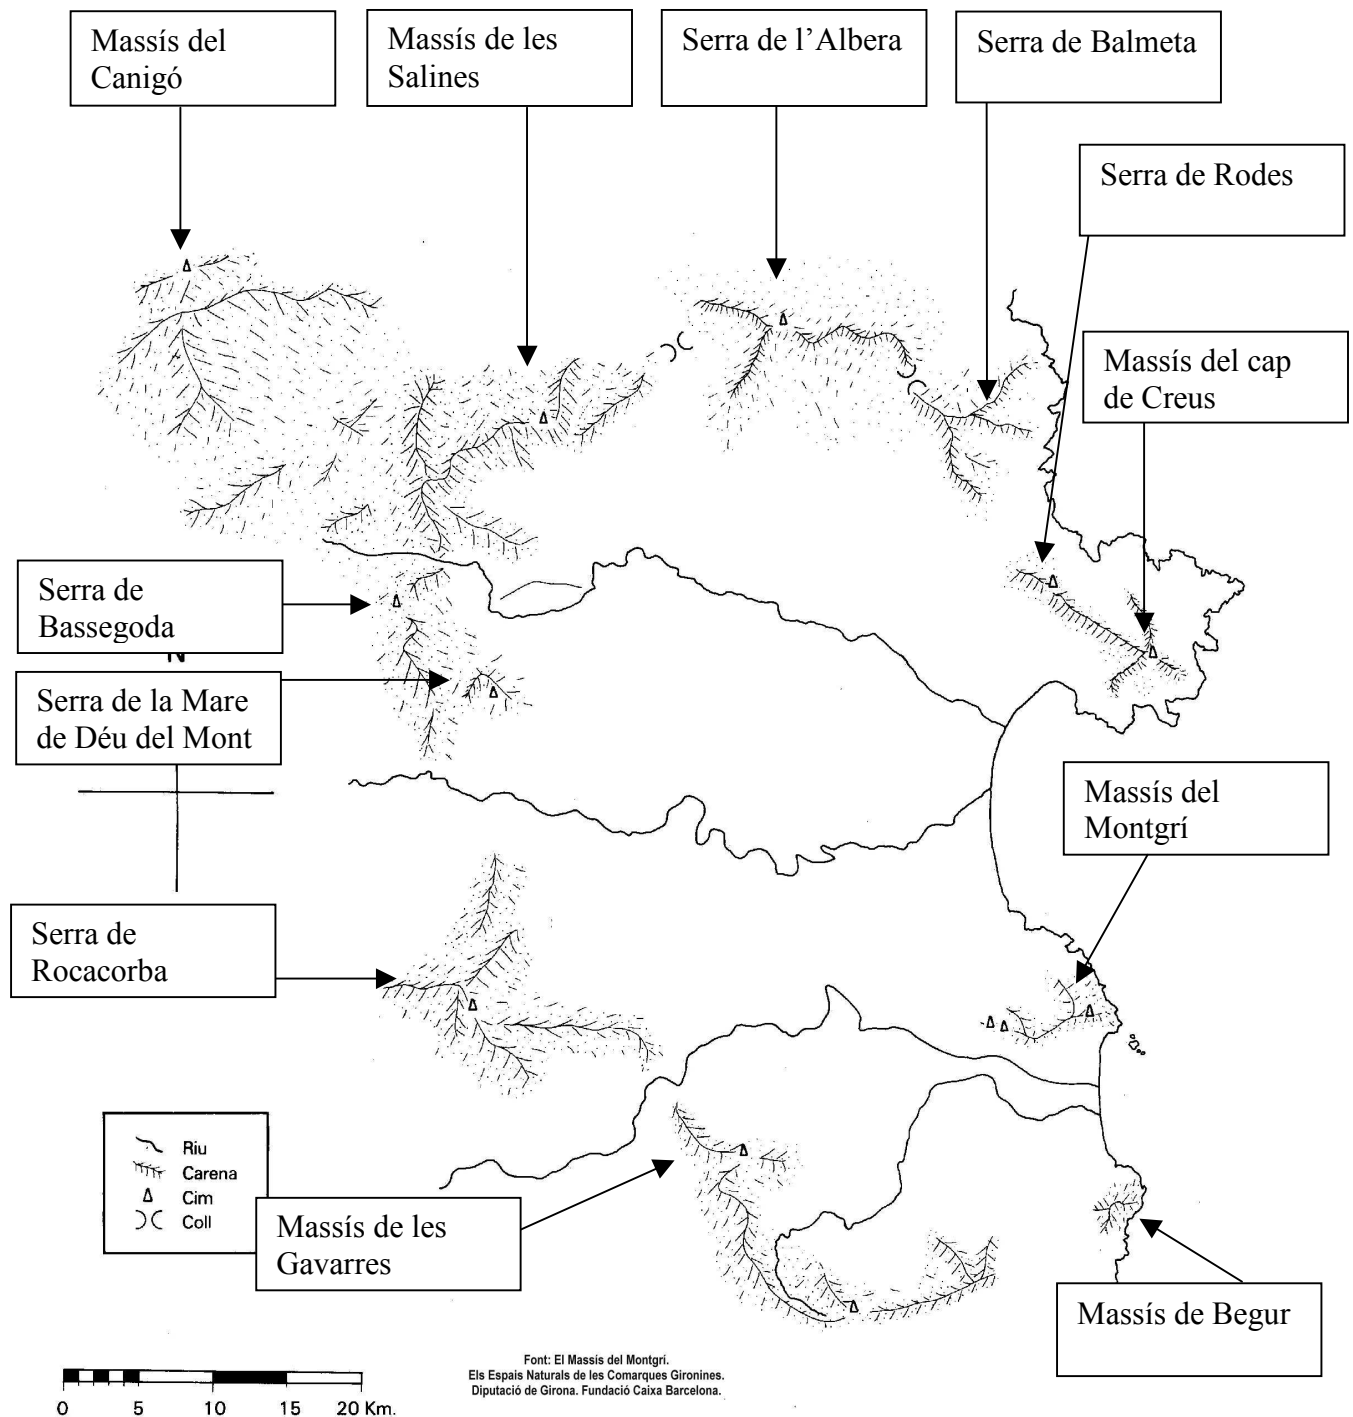 Massís del
Canigó
Massís de les
Salines
Serra de l’Albera
Serra de Balmeta
Serra de Rodes
Massís del cap
de Creus
Serra de
Bassegoda
N
Serra de la Mare
de Déu del Mont
Massís del
Montgrí
Serra de
Rocacorba
Riu
Carena
Cim
Coll
Massís de les
Gavarres
Massís de Begur
Font: El Massís del Montgrí.
Els Espais Naturals de les Comarques Gironines.
Diputació de Girona. Fundació Caixa Barcelona.
0 5 10 15 20 Km.